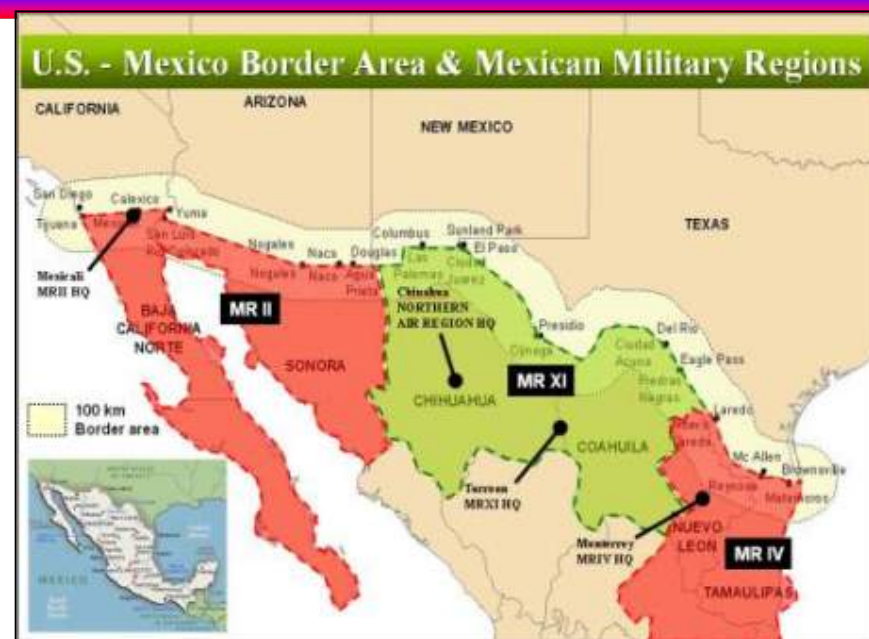 U.S. - Mexico Border Area & Mexican Military Regions
CALIFORNIA
ARIZONA
NEW MEXICO
TEXAS
San Diego
Calexico
Yuma
Tijuana
San Luis
Nogales
Naco
Douglas
Columbus
Sunland Park
El Paso
Nogales
Naco
Agua
Prieta
Las
Palomas
Ciudad
Juarez
Mexicali
MRII HQ
MR II
BAJA
CALIFORNIA
NORTE
SONORA
NORTHERN
AIR REGION HQ
Presidio
Ojinaga
Del Rio
Ciudad
Acuna
Eagle Pass
Piedras
Negras
MR XI
CHIHUAHUA
COAHUILA
Laredo
Laredo
Mc Allen
Brownsville
Reynosa
Matamoros
100 km
Border area
Torreon
MRXI HQ
Monterrey
MRIV HQ
NUEVO
LEON
MR IV
TAMAULIPAS
MEXICO